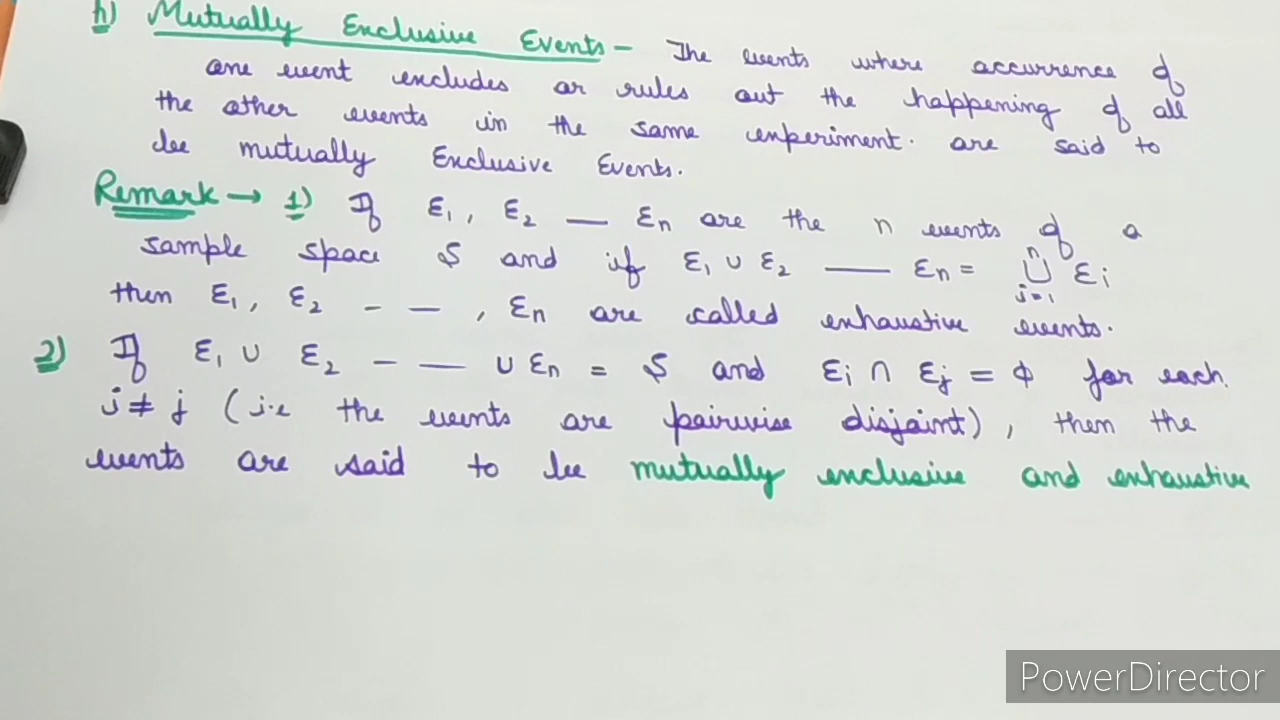 h) Mutually Exclusive Events- The events where occurrence of
one event excludes or rules out the happening of all
the other events in the same experiment. are said to
be mutually Exclusive Events.
Remark → 1) If E₁, E₂ — Eₙ are the n events of a
sample space S and if E₁ ∪ E₂ —— Eₙ = ⋃ⁿᵢ₌₁ Eᵢ
then E₁, E₂ - — , Eₙ are called exhaustive events.
2) If E₁ ∪ E₂ - — ∪ Eₙ = S and Eᵢ ∩ Eⱼ = ϕ for each
i ≠ j (i.e the events are pairwise disjoint), then the
events are said to be mutually exclusive and exhaustive
PowerDirector